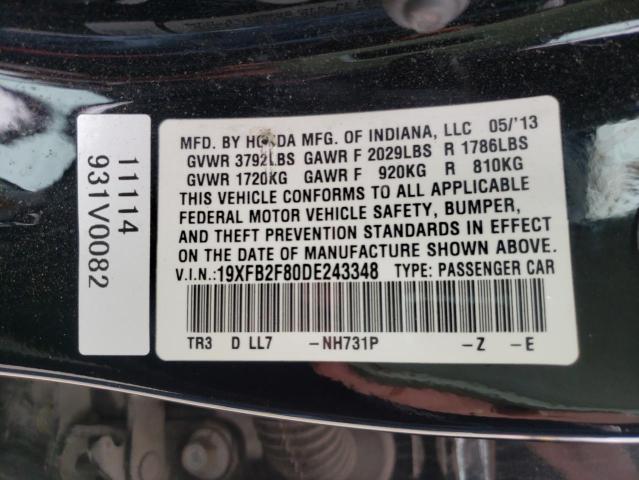 MFD. BY HONDA MFG. OF INDIANA, LLC 05/'13
GVWR 3792LBS GAWR F 2029LBS R 1786LBS
GVWR 1720KG GAWR F 920KG R 810KG
THIS VEHICLE CONFORMS TO ALL APPLICABLE
FEDERAL MOTOR VEHICLE SAFETY, BUMPER,
AND THEFT PREVENTION STANDARDS IN EFFECT
ON THE DATE OF MANUFACTURE SHOWN ABOVE.
V.I.N.:19XFB2F80DE243348 TYPE: PASSENGER CAR
TR3 D LL7 -NH731P -Z -E
11114
931V0082